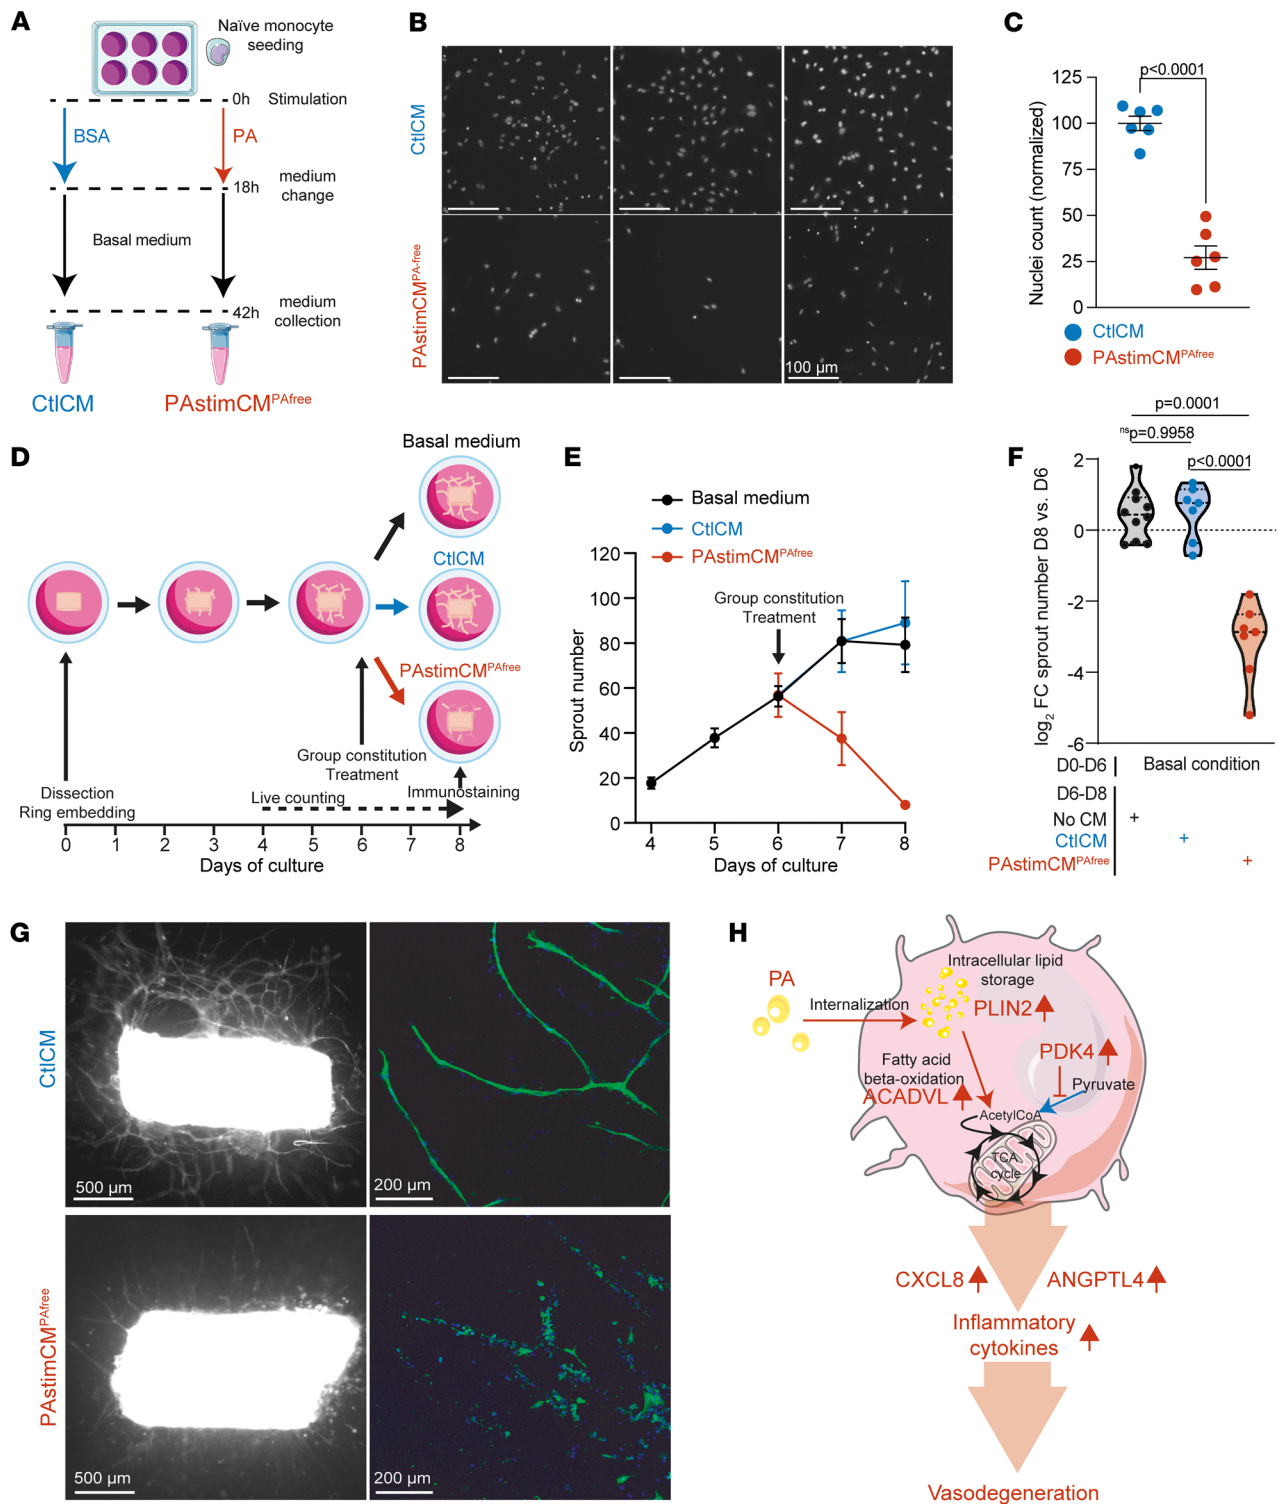 A
Naïve monocyte
seeding
0h
Stimulation
BSA
PA
18h
medium
change
Basal medium
42h
medium
collection
CtlCM
PAstimCMPAfree
B
CtlCM
PAstimCMPA-free
100 µm
C
p<0.0001
Nuclei count (normalized)
125
100
75
50
25
0
CtlCM
PAstimCMPAfree
D
Basal medium
CtlCM
PAstimCMPAfree
Group constitution
Treatment
Dissection
Ring embedding
Live counting
Immunostaining
0 1 2 3 4 5 6 7 8
Days of culture
E
Basal medium
CtlCM
PAstimCMPAfree
Group constitution
Treatment
Sprout number
120
100
80
60
40
20
0
4 5 6 7 8
Days of culture
F
p=0.0001
nsp=0.9958
p<0.0001
log2 FC sprout number D8 vs. D6
2
0
-2
-4
-6
D0-D6 Basal condition
D6-D8
No CM +
CtlCM +
PAstimCMPAfree +
G
CtlCM
500 µm
200 µm
PAstimCMPAfree
500 µm
200 µm
H
PA
Internalization
Intracellular lipid
storage
PLIN2
PDK4
Fatty acid
beta-oxidation
ACADVL
Pyruvate
AcetylCoA
TCA
cycle
CXCL8
ANGPTL4
Inflammatory
cytokines
Vasodegeneration